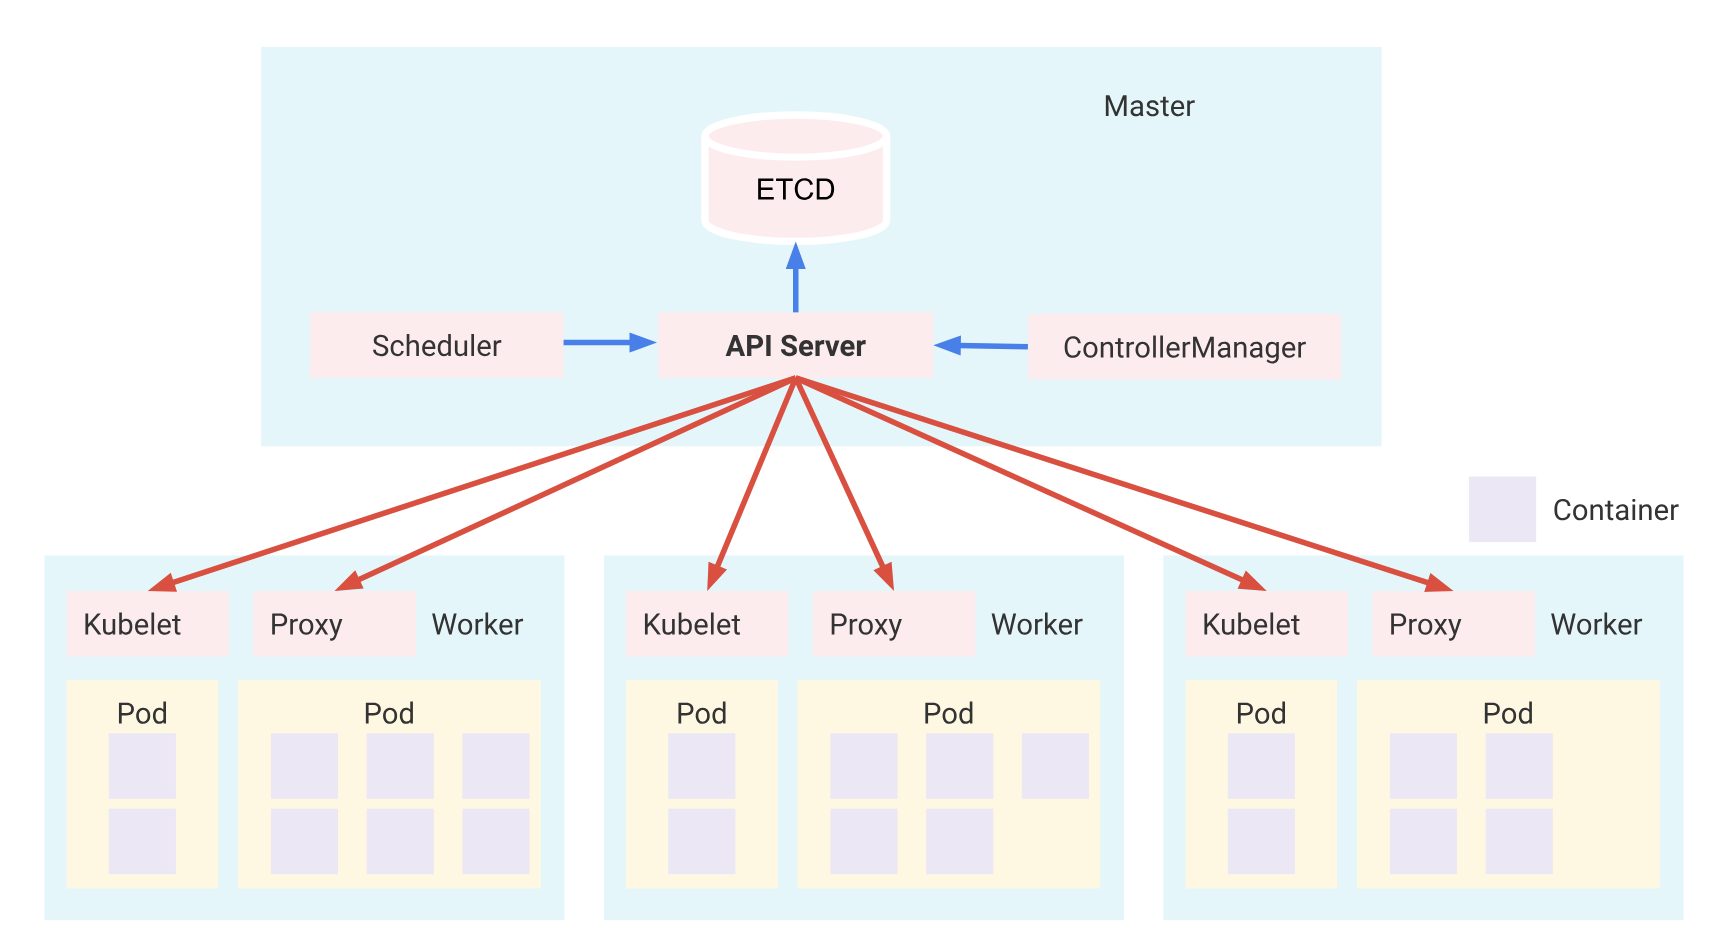 Master
ETCD
Scheduler
API Server
ControllerManager
Container
Kubelet
Proxy
Worker
Kubelet
Proxy
Worker
Kubelet
Proxy
Worker
Pod
Pod
Pod
Pod
Pod
Pod